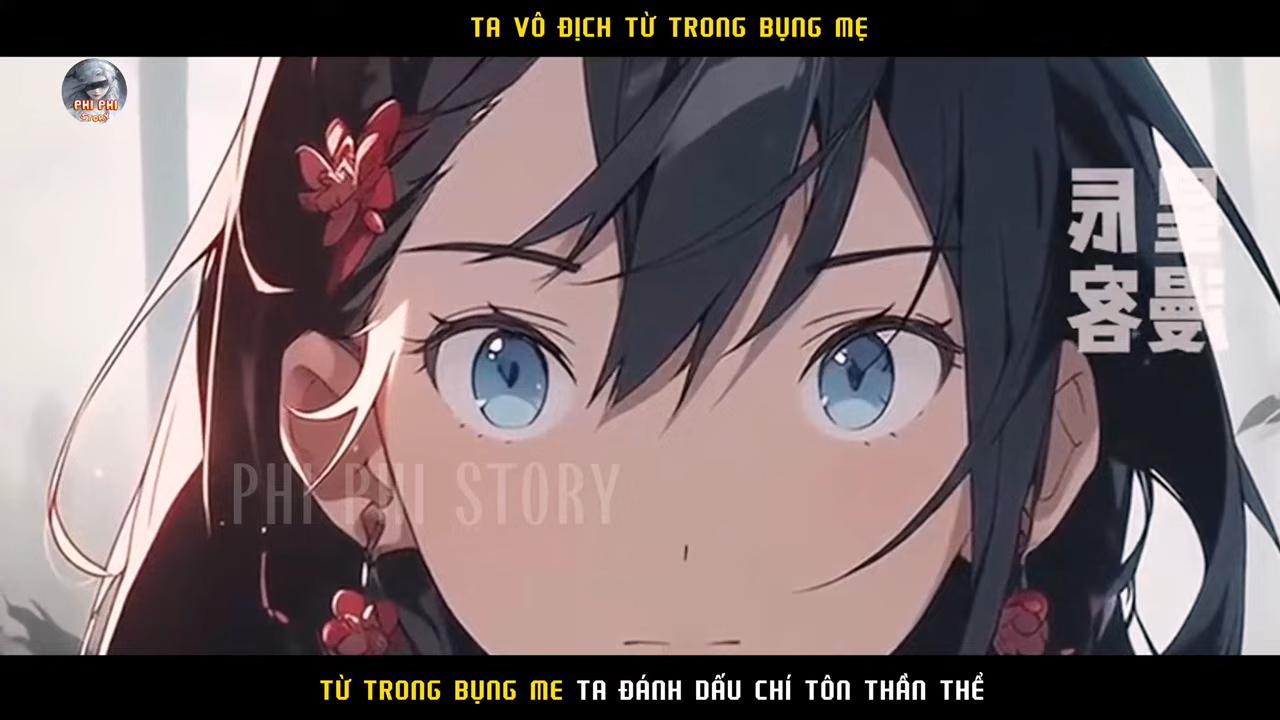 TA VÔ ĐỊCH TỪ TRONG BỤNG MẸ
PHI PHI
STORY
PHI PHI STORY
TỪ TRONG BỤNG MẸ TA ĐÁNH DẤU CHÍ TÔN THẦN THỂ